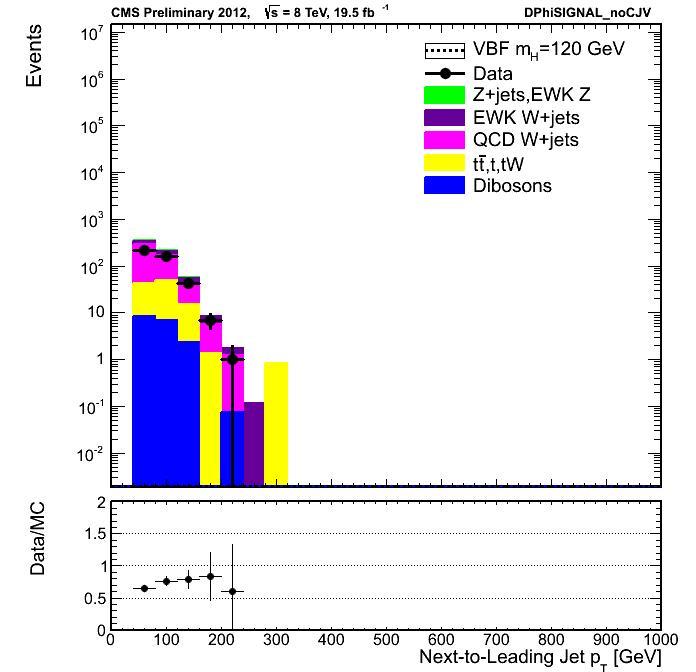 CMS Preliminary 2012, √s = 8 TeV, 19.5 fb⁻¹ DPhiSIGNAL_noCJV
Events
10⁷
10⁶
10⁵
10⁴
10³
10²
10
1
10⁻¹
10⁻²
VBF m_H=120 GeV
Data
Z+jets,EWK Z
EWK W+jets
QCD W+jets
tt̄,t,tW
Dibosons
Data/MC
2
1.5
1
0.5
0
0 100 200 300 400 500 600 700 800 900 1000
Next-to-Leading Jet p_T [GeV]